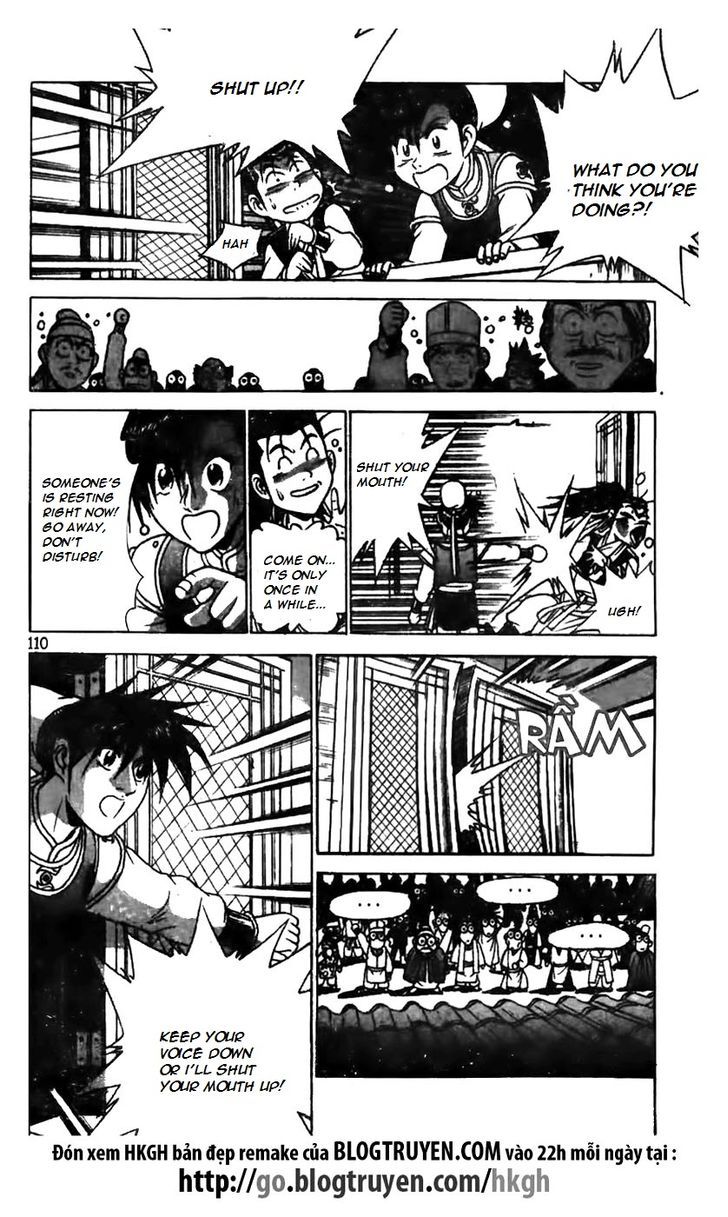 SHUT UP!!
WHAT DO YOU
THINK YOU'RE
DOING?!
HAH
SOMEONE'S
IS RESTING
RIGHT NOW!
GO AWAY,
DON'T
DISTURB!
COME ON...
IT'S ONLY
ONCE IN
A WHILE...
SHUT YOUR
MOUTH!
UGH!
110
KEEP YOUR
VOICE DOWN
OR I'LL SHUT
YOUR MOUTH UP!
RẦM
...
...
...
Đón xem HKGH bản đẹp remake của BLOGTRUYEN.COM vào 22h mỗi ngày tại :
http://go.blogtruyen.com/hkgh